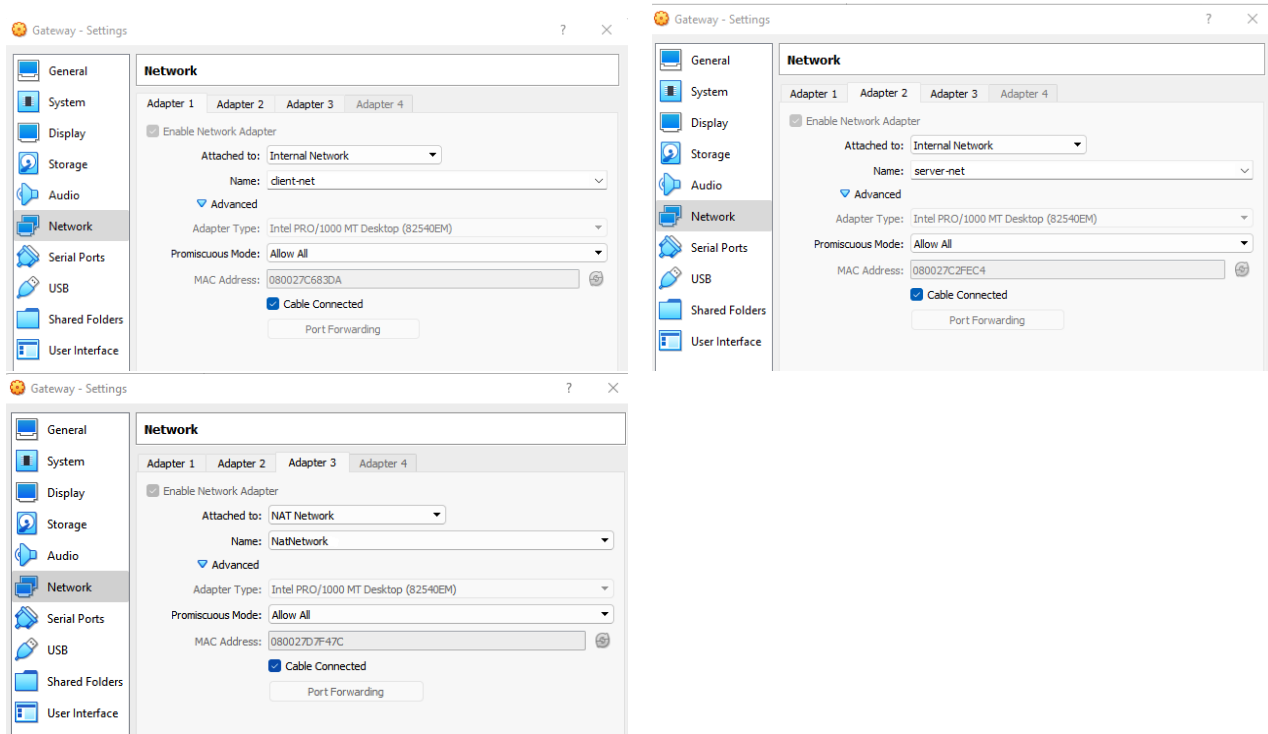 Gateway - Settings ? ×
General
System
Display
Storage
Audio
Network
Serial Ports
USB
Shared Folders
User Interface
Network
Adapter 1 Adapter 2 Adapter 3 Adapter 4
Enable Network Adapter
Attached to: Internal Network
Name: client-net
Advanced
Adapter Type: Intel PRO/1000 MT Desktop (82540EM)
Promiscuous Mode: Allow All
MAC Address: 080027C683DA
Cable Connected
Port Forwarding
Gateway - Settings ? ×
General
System
Display
Storage
Audio
Network
Serial Ports
USB
Shared Folders
User Interface
Network
Adapter 1 Adapter 2 Adapter 3 Adapter 4
Enable Network Adapter
Attached to: Internal Network
Name: server-net
Advanced
Adapter Type: Intel PRO/1000 MT Desktop (82540EM)
Promiscuous Mode: Allow All
MAC Address: 080027C2FEC4
Cable Connected
Port Forwarding
Gateway - Settings ? ×
General
System
Display
Storage
Audio
Network
Serial Ports
USB
Shared Folders
User Interface
Network
Adapter 1 Adapter 2 Adapter 3 Adapter 4
Enable Network Adapter
Attached to: NAT Network
Name: NatNetwork
Advanced
Adapter Type: Intel PRO/1000 MT Desktop (82540EM)
Promiscuous Mode: Allow All
MAC Address: 080027D7F47C
Cable Connected
Port Forwarding